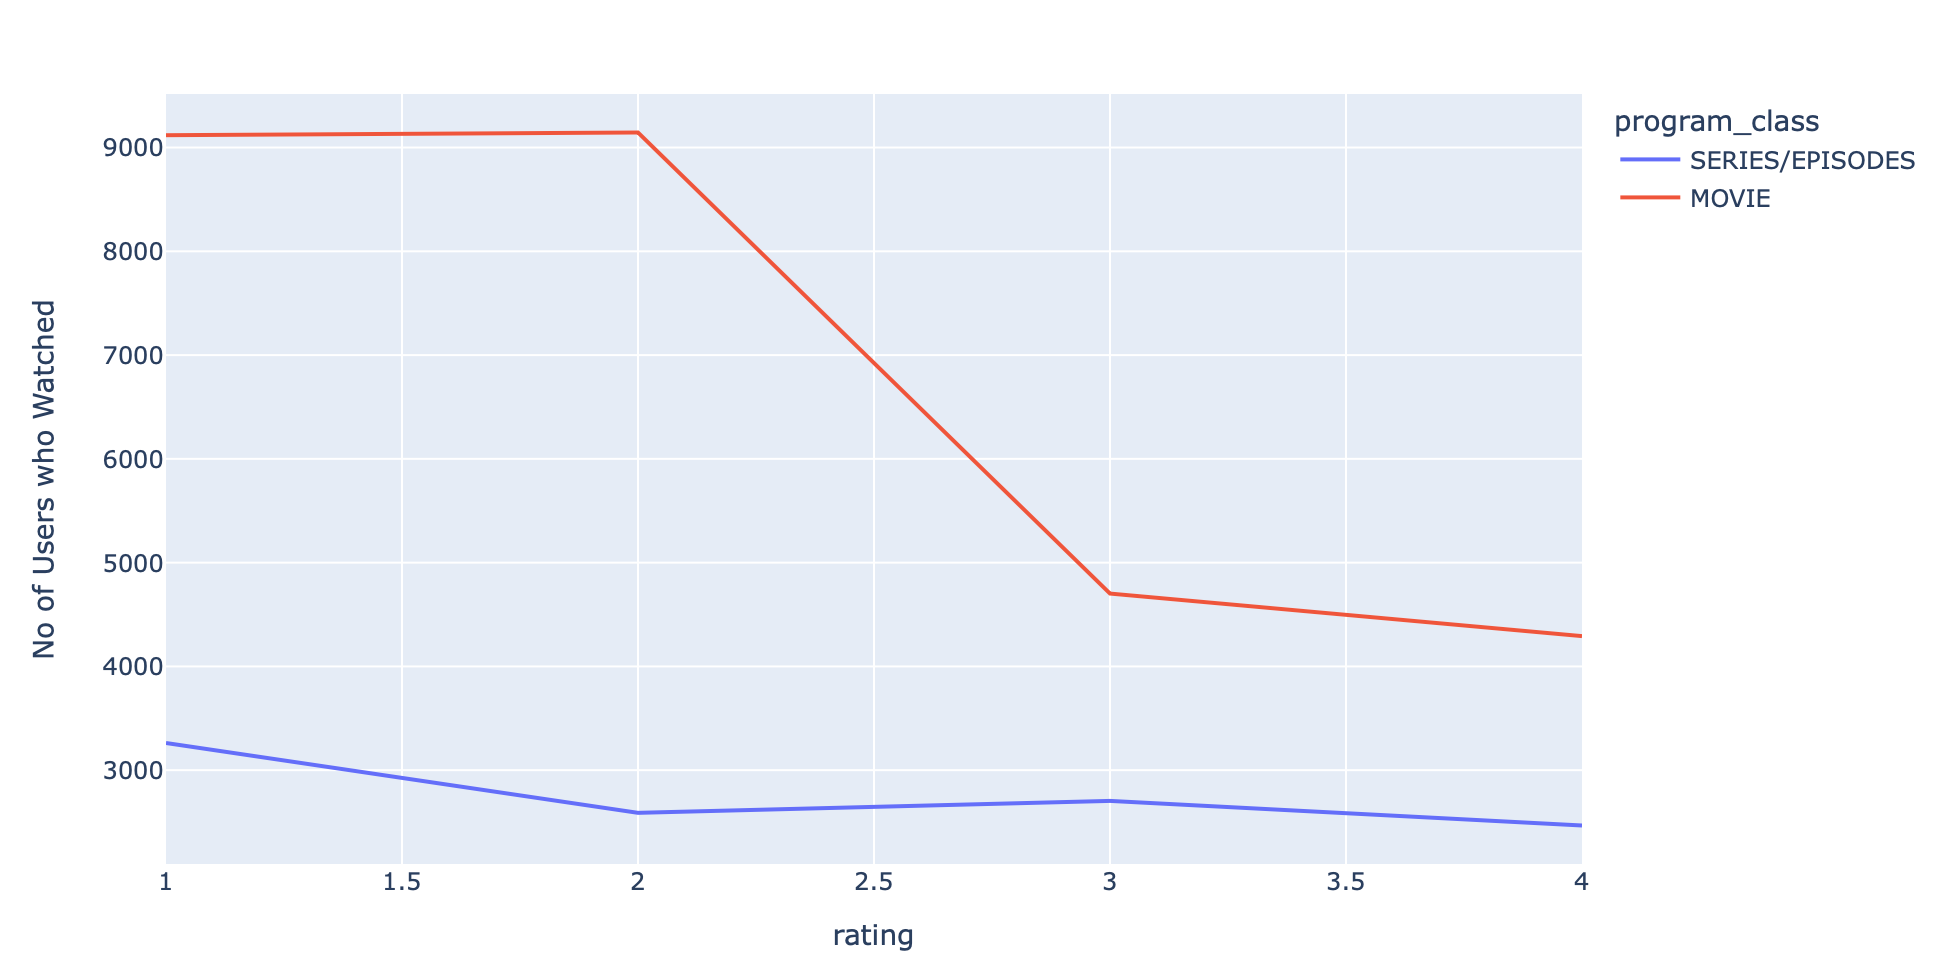 program_class
SERIES/EPISODES
MOVIE
No of Users who Watched
9000
8000
7000
6000
5000
4000
3000
1 1.5 2 2.5 3 3.5 4
rating